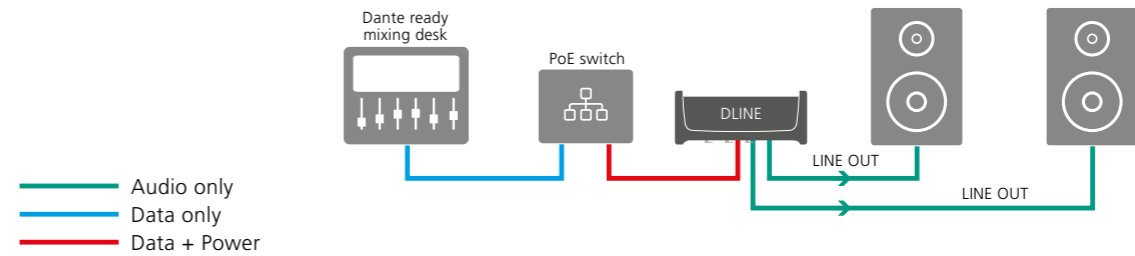 Dante ready
mixing desk
PoE switch
DLINE
LINE OUT
LINE OUT
Audio only
Data only
Data + Power